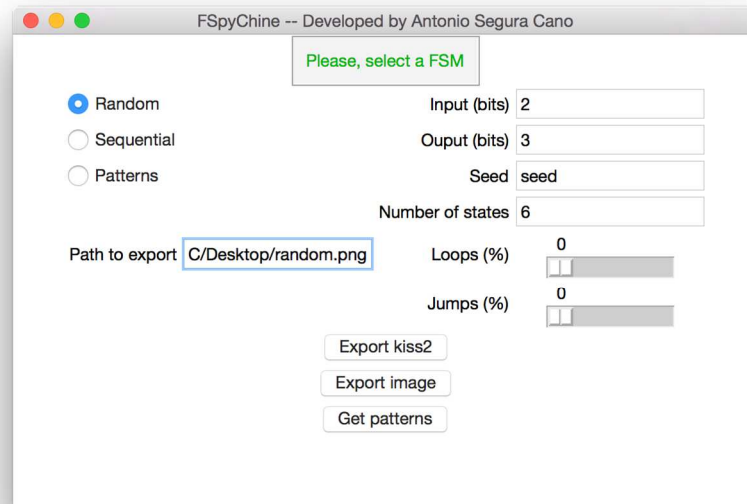 FSpyChine -- Developed by Antonio Segura Cano
Please, select a FSM
Random
Input (bits) 2
Sequential
Ouput (bits) 3
Patterns
Seed seed
Number of states 6
Path to export C/Desktop/random.png
Loops (%) 0
Jumps (%) 0
Export kiss2
Export image
Get patterns